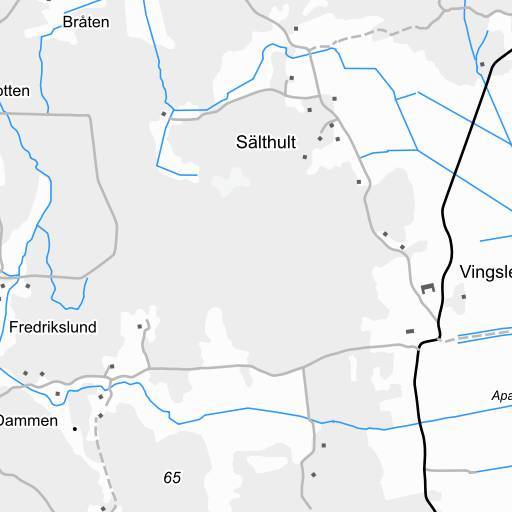 Bråten
otten
Sälthult
Vingsle
Fredrikslund
Apa
Dammen
65